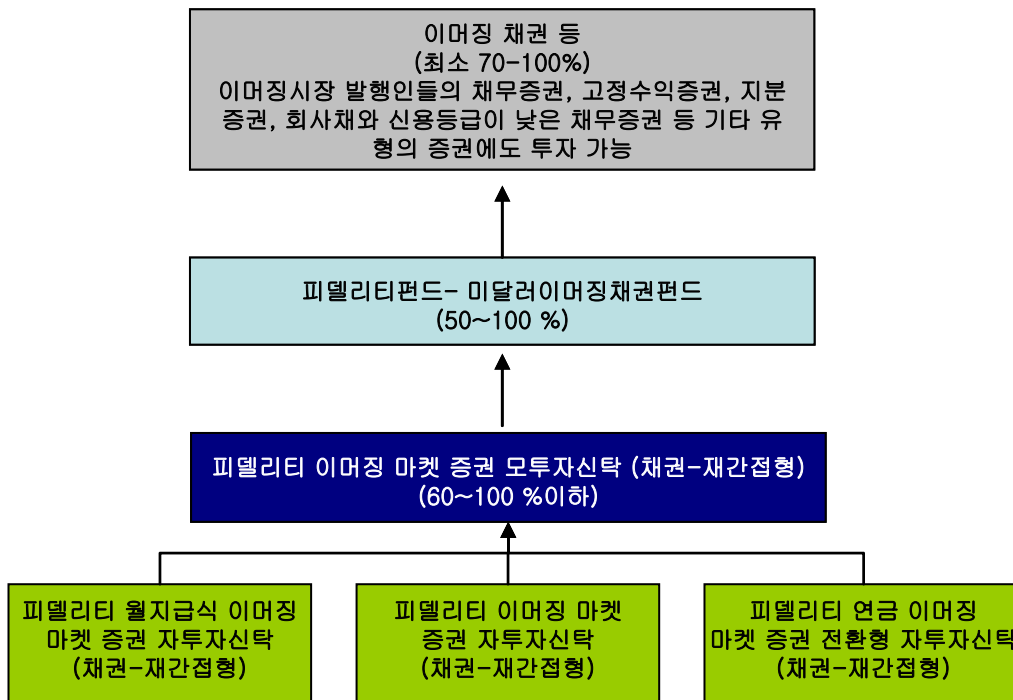 이머징 채권 등
(최소 70-100%)
이머징시장 발행인들의 채무증권, 고정수익증권, 지분
증권, 회사채와 신용등급이 낮은 채무증권 등 기타 유
형의 증권에도 투자 가능
피델리티펀드- 미달러이머징채권펀드
(50~100 %)
피델리티 이머징 마켓 증권 모투자신탁 (채권-재간접형)
(60~100 %이하)
피델리티 월지급식 이머징
마켓 증권 자투자신탁
(채권-재간접형)
피델리티 이머징 마켓
증권 자투자신탁
(채권-재간접형)
피델리티 연금 이머징
마켓 증권 전환형 자투자신탁
(채권-재간접형)